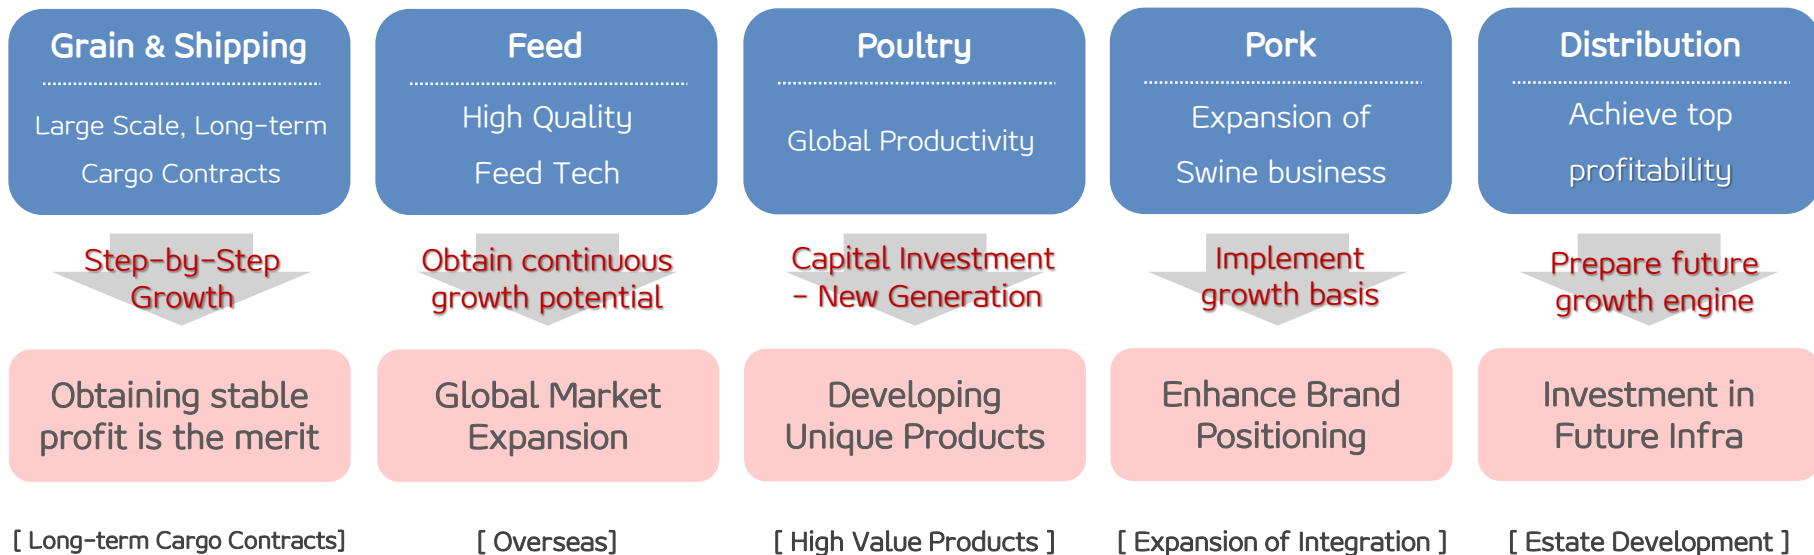 Grain & Shipping
Large Scale, Long-term
Cargo Contracts
Step-by-Step
Growth
Obtaining stable
profit is the merit
[ Long-term Cargo Contracts]
Feed
High Quality
Feed Tech
Obtain continuous
growth potential
Global Market
Expansion
[ Overseas]
Poultry
Global Productivity
Capital Investment
- New Generation
Developing
Unique Products
[ High Value Products ]
Pork
Expansion of
Swine business
Implement
growth basis
Enhance Brand
Positioning
[ Expansion of Integration ]
Distribution
Achieve top
profitability
Prepare future
growth engine
Investment in
Future Infra
[ Estate Development ]